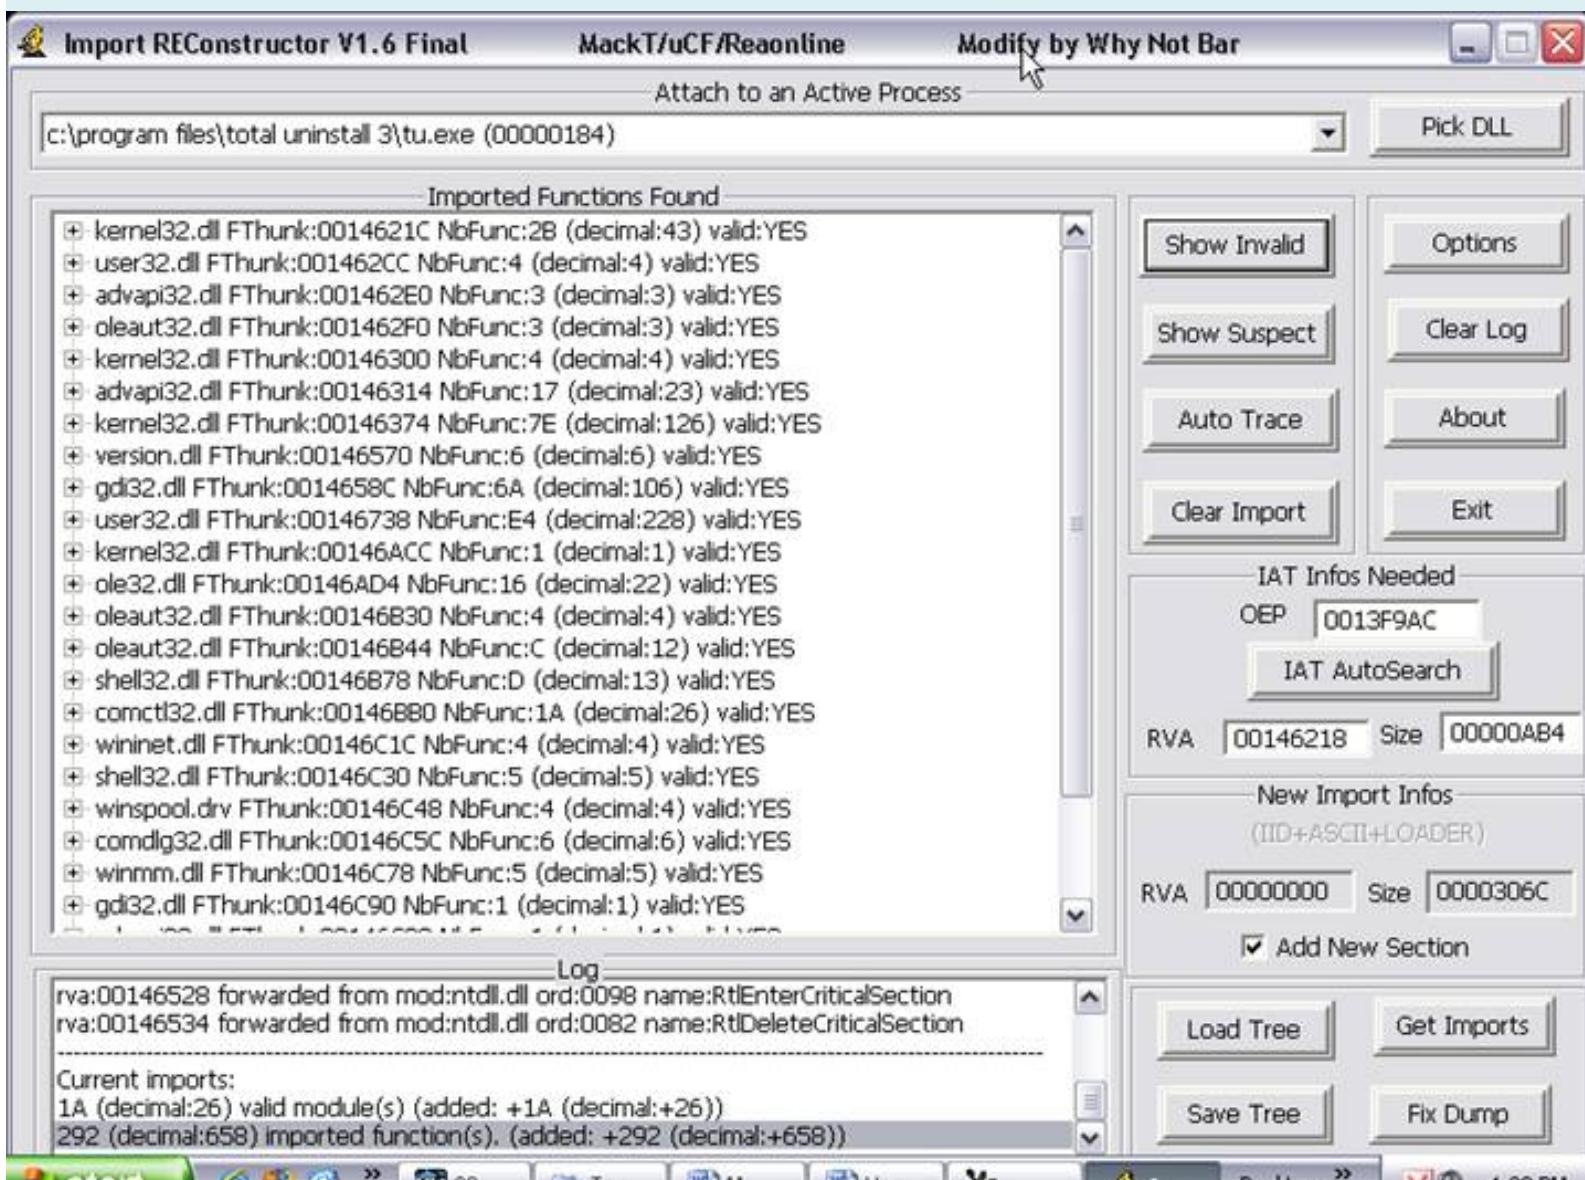 Import REConstructor V1.6 Final MackT/uCF/Reaonline Modify by Why Not Bar
Attach to an Active Process
c:\program files\total uninstall 3\tu.exe (00000184)
Pick DLL
Imported Functions Found
kernel32.dll FThunk:0014621C NbFunc:2B (decimal:43) valid:YES
user32.dll FThunk:001462CC NbFunc:4 (decimal:4) valid:YES
advapi32.dll FThunk:001462E0 NbFunc:3 (decimal:3) valid:YES
oleaut32.dll FThunk:001462F0 NbFunc:3 (decimal:3) valid:YES
kernel32.dll FThunk:00146300 NbFunc:4 (decimal:4) valid:YES
advapi32.dll FThunk:00146314 NbFunc:17 (decimal:23) valid:YES
kernel32.dll FThunk:00146374 NbFunc:7E (decimal:126) valid:YES
version.dll FThunk:00146570 NbFunc:6 (decimal:6) valid:YES
gdi32.dll FThunk:0014658C NbFunc:6A (decimal:106) valid:YES
user32.dll FThunk:00146738 NbFunc:E4 (decimal:228) valid:YES
kernel32.dll FThunk:00146ACC NbFunc:1 (decimal:1) valid:YES
ole32.dll FThunk:00146AD4 NbFunc:16 (decimal:22) valid:YES
oleaut32.dll FThunk:00146B30 NbFunc:4 (decimal:4) valid:YES
oleaut32.dll FThunk:00146B44 NbFunc:C (decimal:12) valid:YES
shell32.dll FThunk:00146B78 NbFunc:D (decimal:13) valid:YES
comctl32.dll FThunk:00146BB0 NbFunc:1A (decimal:26) valid:YES
wininet.dll FThunk:00146C1C NbFunc:4 (decimal:4) valid:YES
shell32.dll FThunk:00146C30 NbFunc:5 (decimal:5) valid:YES
winspool.drv FThunk:00146C48 NbFunc:4 (decimal:4) valid:YES
comdlg32.dll FThunk:00146C5C NbFunc:6 (decimal:6) valid:YES
winmm.dll FThunk:00146C78 NbFunc:5 (decimal:5) valid:YES
gdi32.dll FThunk:00146C90 NbFunc:1 (decimal:1) valid:YES
Show Invalid
Options
Show Suspect
Clear Log
Auto Trace
About
Clear Import
Exit
IAT Infos Needed
OEP 0013F9AC
IAT AutoSearch
RVA 00146218 Size 00000AB4
New Import Infos
(IID+ASCII+LOADER)
RVA 00000000 Size 0000306C
Add New Section
Log
rva:00146528 forwarded from mod:ntdll.dll ord:0098 name:RtlEnterCriticalSection
rva:00146534 forwarded from mod:ntdll.dll ord:0082 name:RtlDeleteCriticalSection
Current imports:
1A (decimal:26) valid module(s) (added: +1A (decimal:+26))
292 (decimal:658) imported function(s). (added: +292 (decimal:+658))
Load Tree
Get Imports
Save Tree
Fix Dump